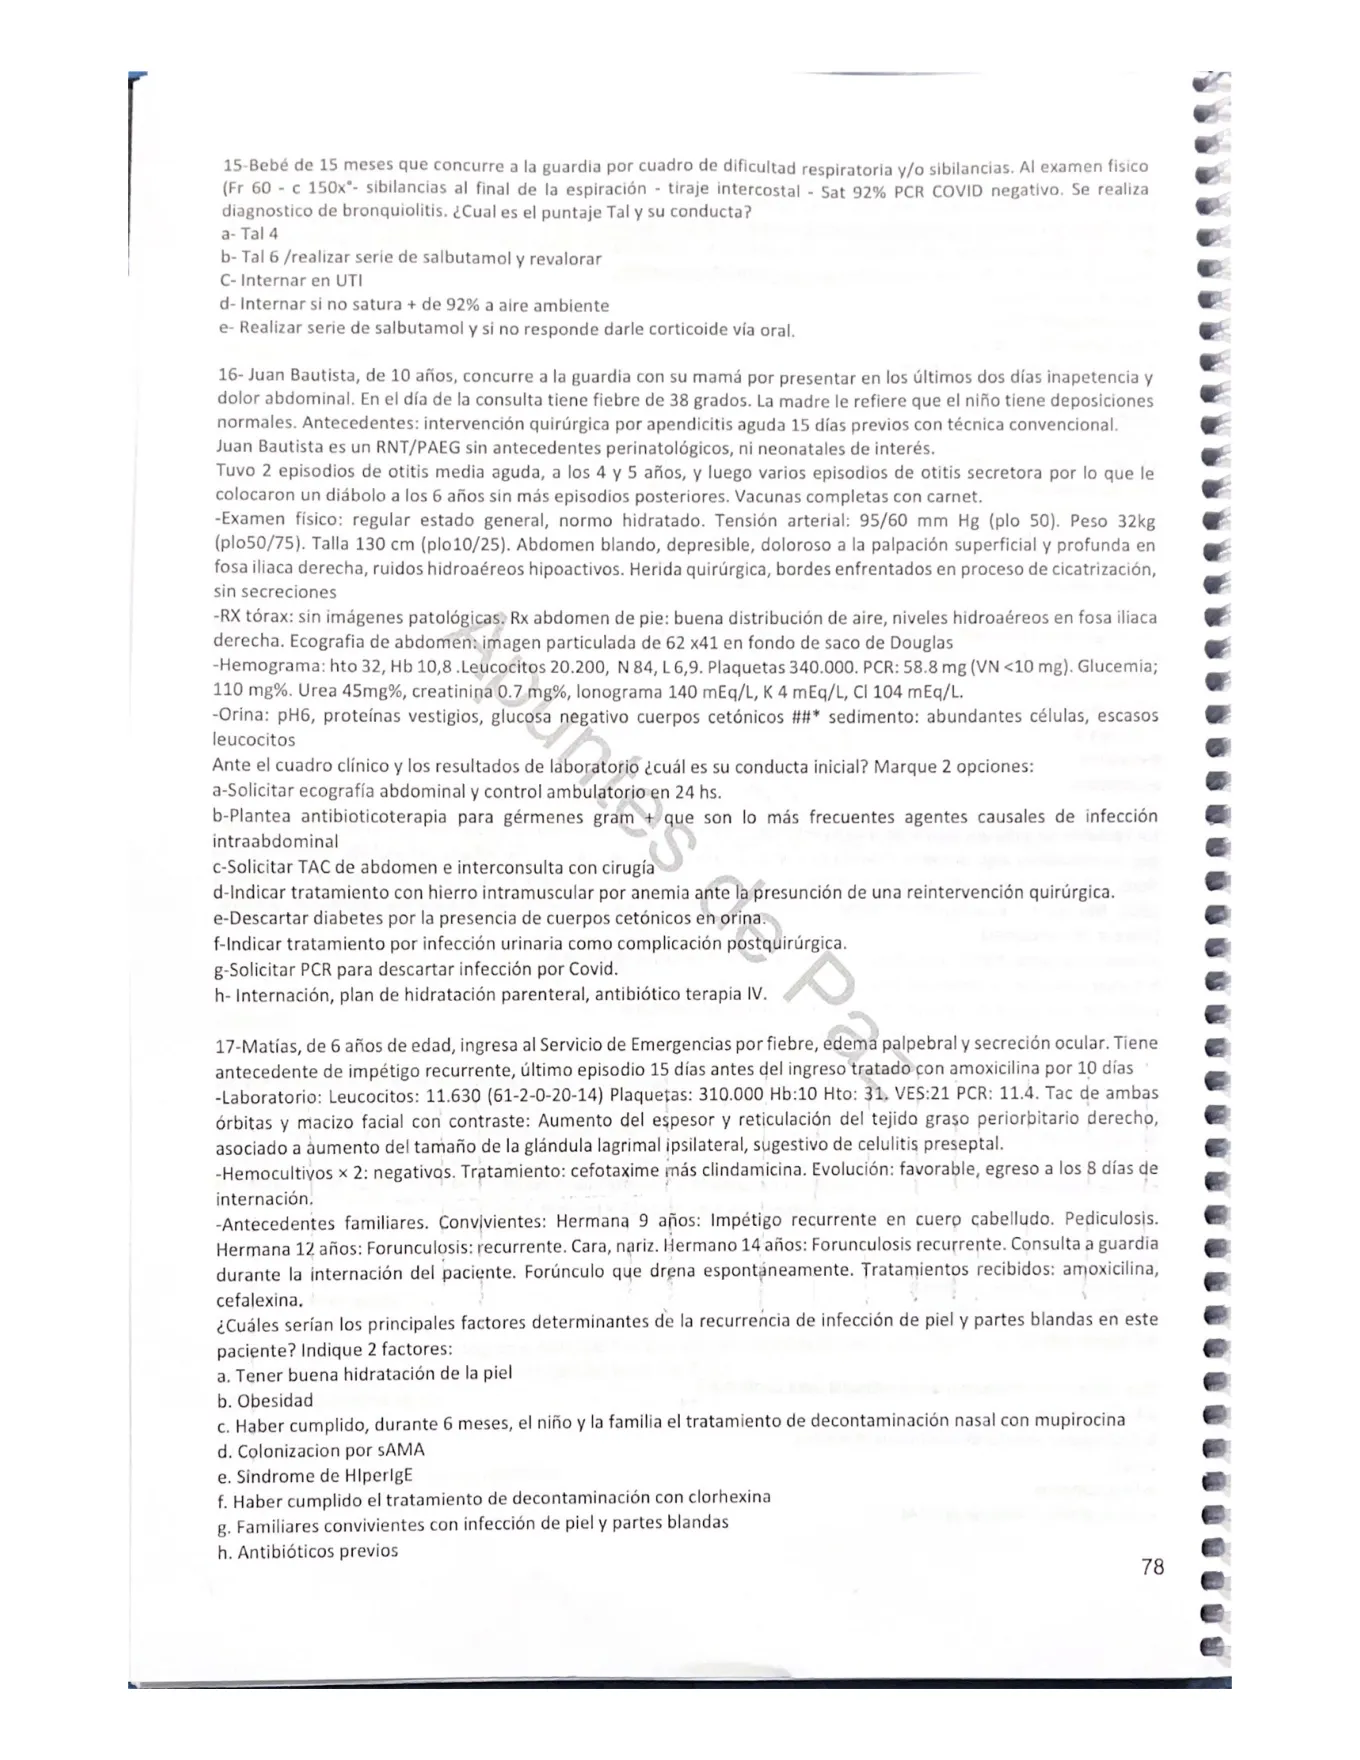 15-Bebé de 15 meses que concurre a la guardia por cuadro de dificultad respiratoria y/o sibilancias. Al examen fisico
(Fr 60 - c 150x°- sibilancias al final de la espiración - tiraje intercostal - Sat 92% PCR COVID negativo. Se realiza
diagnostico de bronquiolitis. ¿Cual es el puntaje Tal y su conducta?
a- Tal 4
b- Tal 6 /realizar serie de salbutamol y revalorar
C- Internar en UTI
d- Internar si no satura + de 92% a aire ambiente
e- Realizar serie de salbutamol y si no responde darle corticoide vía oral.
16- Juan Bautista, de 10 años, concurre a la guardia con su mamá por presentar en los últimos dos días inapetencia y
dolor abdominal. En el día de la consulta tiene fiebre de 38 grados. La madre le refiere que el niño tiene deposiciones
normales. Antecedentes: intervención quirúrgica por apendicitis aguda 15 días previos con técnica convencional.
Juan Bautista es un RNT/PAEG sin antecedentes perinatológicos, ni neonatales de interés.
Tuvo 2 episodios de otitis media aguda, a los 4 y 5 años, y luego varios episodios de otitis secretora por lo que le
colocaron un diábolo a los 6 años sin más episodios posteriores. Vacunas completas con carnet.
-Examen físico: regular estado general, normo hidratado. Tensión arterial: 95/60 mm Hg (plo 50). Peso 32kg
(plo50/75). Talla 130 cm (plo10/25). Abdomen blando, depresible, doloroso a la palpación superficial y profunda en
fosa iliaca derecha, ruidos hidroaéreos hipoactivos. Herida quirúrgica, bordes enfrentados en proceso de cicatrización,
sin secreciones
-RX tórax: sin imágenes patológicas. Rx abdomen de pie: buena distribución de aire, niveles hidroaéreos en fosa iliaca
derecha. Ecografia de abdomen: imagen particulada de 62 x41 en fondo de saco de Douglas
-Hemograma: hto 32, Hb 10,8 .Leucocitos 20.200, N 84, L 6,9. Plaquetas 340.000. PCR: 58.8 mg (VN <10 mg). Glucemia;
110 mg%. Urea 45mg%, creatinina 0.7 mg%, Ionograma 140 mEq/L, K 4 mEq/L, Cl 104 mEq/L.
-Orina: pH6, proteínas vestigios, glucosa negativo cuerpos cetónicos ##* sedimento: abundantes células, escasos
leucocitos
Ante el cuadro clínico y los resultados de laboratorio ¿cuál es su conducta inicial? Marque 2 opciones:
a-Solicitar ecografía abdominal y control ambulatorio en 24 hs.
b-Plantea antibioticoterapia para gérmenes gram + que son lo más frecuentes agentes causales de infección
intraabdominal
c-Solicitar TAC de abdomen e interconsulta con cirugía
d-Indicar tratamiento con hierro intramuscular por anemia ante la presunción de una reintervención quirúrgica.
e-Descartar diabetes por la presencia de cuerpos cetónicos en orina.
f-Indicar tratamiento por infección urinaria como complicación postquirúrgica.
g-Solicitar PCR para descartar infección por Covid.
h- Internación, plan de hidratación parenteral, antibiótico terapia IV.
17-Matías, de 6 años de edad, ingresa al Servicio de Emergencias por fiebre, edema palpebral y secreción ocular. Tiene
antecedente de impétigo recurrente, último episodio 15 días antes del ingreso tratado con amoxicilina por 10 días
-Laboratorio: Leucocitos: 11.630 (61-2-0-20-14) Plaquetas: 310.000 Hb:10 Hto: 31. VES:21 PCR: 11.4. Tac de ambas
órbitas y macizo facial con contraste: Aumento del espesor y reticulación del tejido graso periorbitario derecho,
asociado a aumento del tamaño de la glándula lagrimal ipsilateral, sugestivo de celulitis preseptal.
-Hemocultivos x 2: negativos. Tratamiento: cefotaxime más clindamicina. Evolución: favorable, egreso a los 8 días de
internación.
-Antecedentes familiares. Convivientes: Hermana 9 años: Impétigo recurrente en cuero cabelludo. Pediculosis.
Hermana 12 años: Forunculosis: recurrente. Cara, nariz. Hermano 14 años: Forunculosis recurrente. Consulta a guardia
durante la internación del paciente. Forúnculo que drena espontáneamente. Tratamientos recibidos: amoxicilina,
cefalexina.
¿Cuáles serían los principales factores determinantes de la recurrencia de infección de piel y partes blandas en este
paciente? Indique 2 factores:
a. Tener buena hidratación de la piel
b. Obesidad
c. Haber cumplido, durante 6 meses, el niño y la familia el tratamiento de decontaminación nasal con mupirocina
d. Colonizacion por sAMA
e. Síndrome de HIperIgE
f. Haber cumplido el tratamiento de decontaminación con clorhexina
g. Familiares convivientes con infección de piel y partes blandas
h. Antibióticos previos
78
Apuntes de Paz